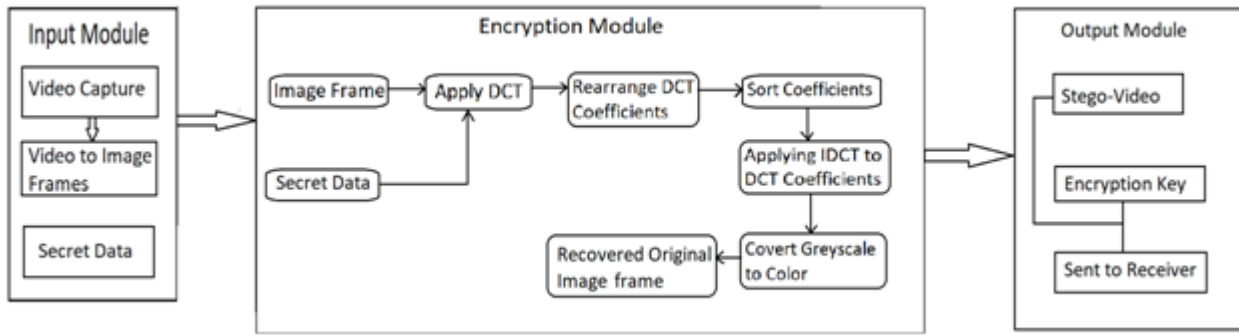 Input Module
Video Capture
Video to Image
Frames
Secret Data
Encryption Module
Image Frame
Apply DCT
Rearrange DCT
Coefficients
Sort Coefficients
Secret Data
Applying IDCT to
DCT Coefficients
Covert Greyscale
to Color
Recovered Original
Image frame
Output Module
Stego-Video
Encryption Key
Sent to Receiver